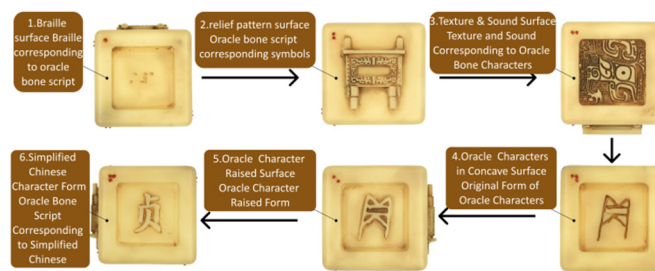 1.Braille
surface Braille
corresponding
to oracle
bone script
2.relief pattern surface
Oracle bone script
corresponding symbols
3.Texture & Sound Surface
Texture and Sound
Corresponding to Oracle
Bone Characters
4.Oracle Characters
in Concave Surface
Original Form of
Oracle Characters
5.Oracle Character
Raised Surface
Oracle Character
Raised Form
6.Simplified
Chinese
Character Form
Oracle Bone
Script
Corresponding
to Simplified
Chinese
贞